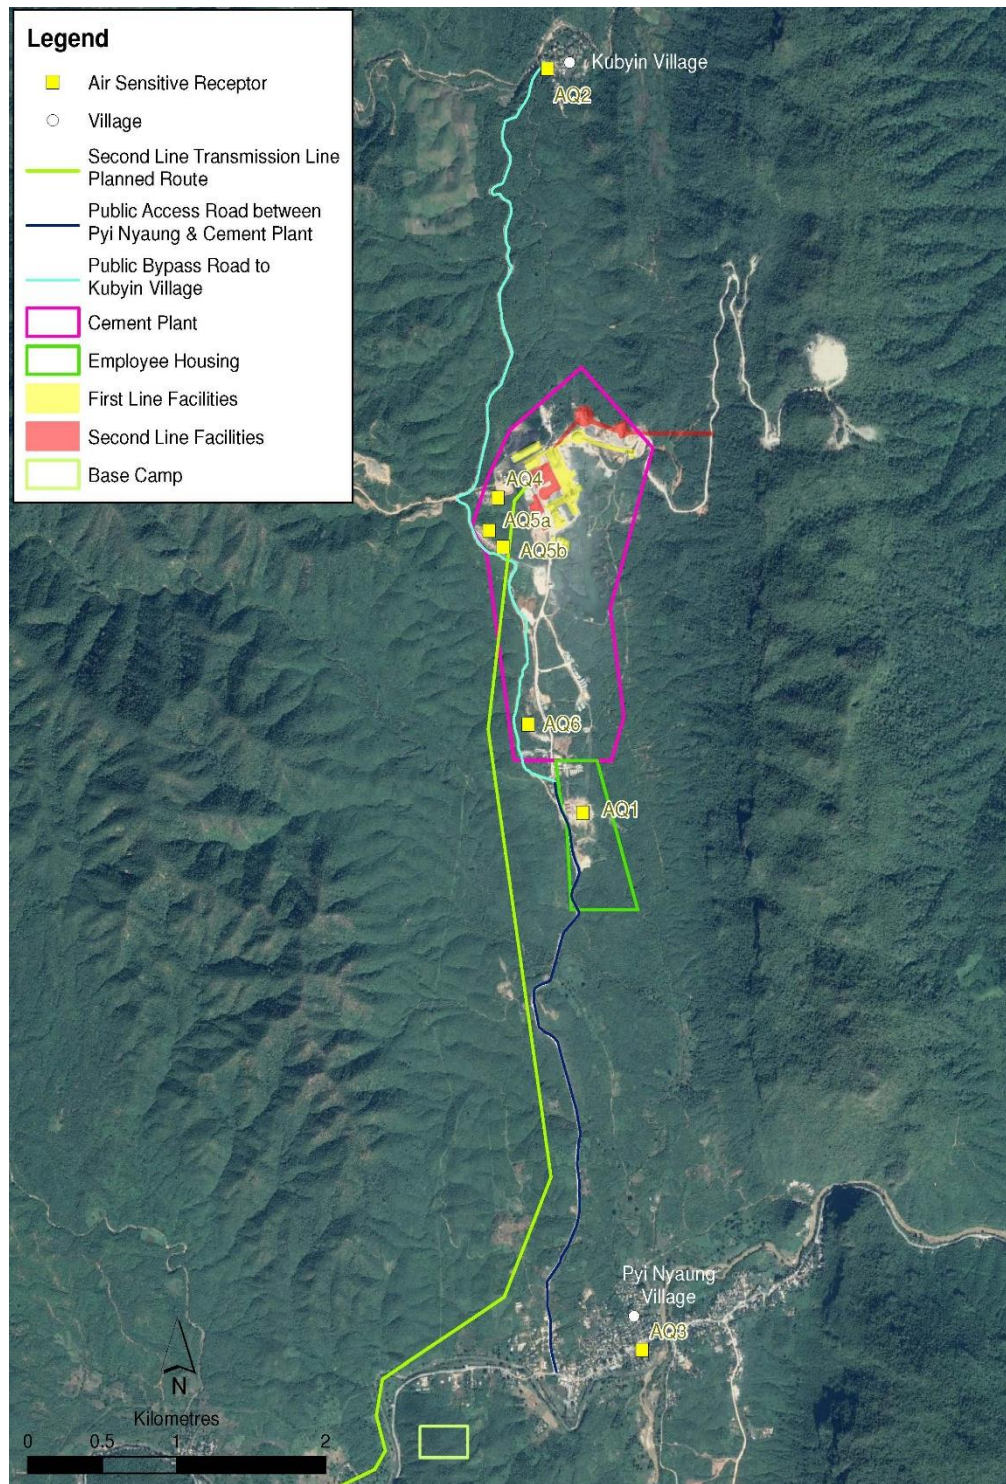 Legend
Air Sensitive Receptor
Village
Second Line Transmission Line
Planned Route
Public Access Road between
Pyi Nyaung & Cement Plant
Public Bypass Road to
Kubyin Village
Cement Plant
Employee Housing
First Line Facilities
Second Line Facilities
Base Camp
Kubyin Village
AQ2
AQ4
AQ5a
AQ5b
AQ6
AQ1
Pyi Nyaung
Village
AQ3
N
Kilometres
0 0.5 1 2